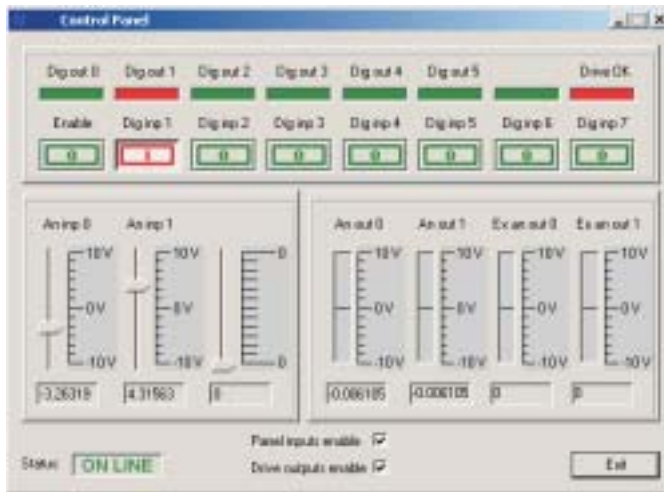 Control Panel
Dig out 0 Dig out 1 Dig out 2 Dig out 3 Dig out 4 Dig out 5 Drive OK
Enable Dig inp 1 Dig inp 2 Dig inp 3 Dig inp 4 Dig inp 5 Dig inp 6 Dig inp 7
0 1 0 0 0 0 0 0
An inp 0 An inp 1 An out 0 An out 1 Ex an out 0 Ex an out 1
10V 10V 0 10V 10V 10V 10V
0V 0V 0V 0V 0V 0V
-10V -10V 0 -10V -10V -10V -10V
-3.26319 4.31563 0 -0.006105 -0.006105 0 0
Panel inputs enable
Status: ON LINE Drive outputs enable Exit